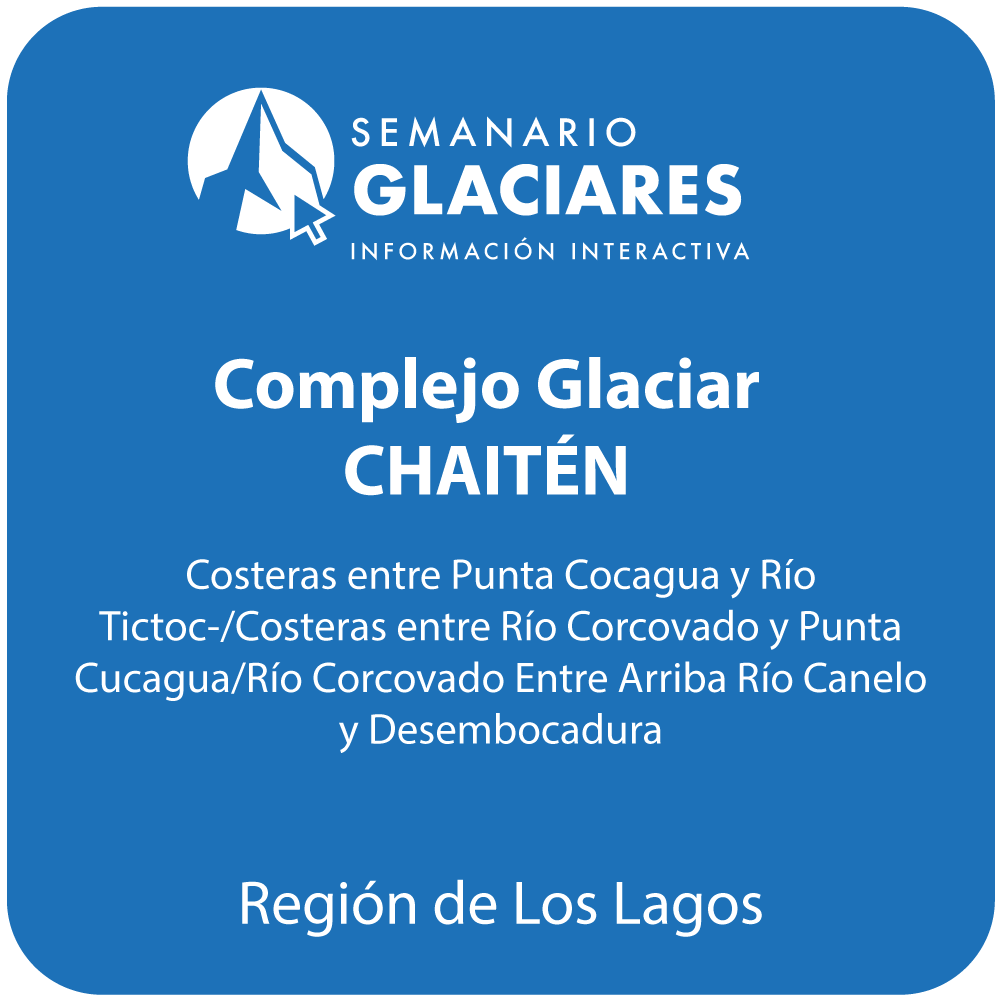 SEMANARIO
GLACIARES
INFORMACIÓN INTERACTIVA
Complejo Glaciar
CHAITÉN
Costeras entre Punta Cocagua y Río
Tictoc-/Costeras entre Río Corcovado y Punta
Cucagua/Río Corcovado Entre Arriba Río Canelo
y Desembocadura
Región de Los Lagos